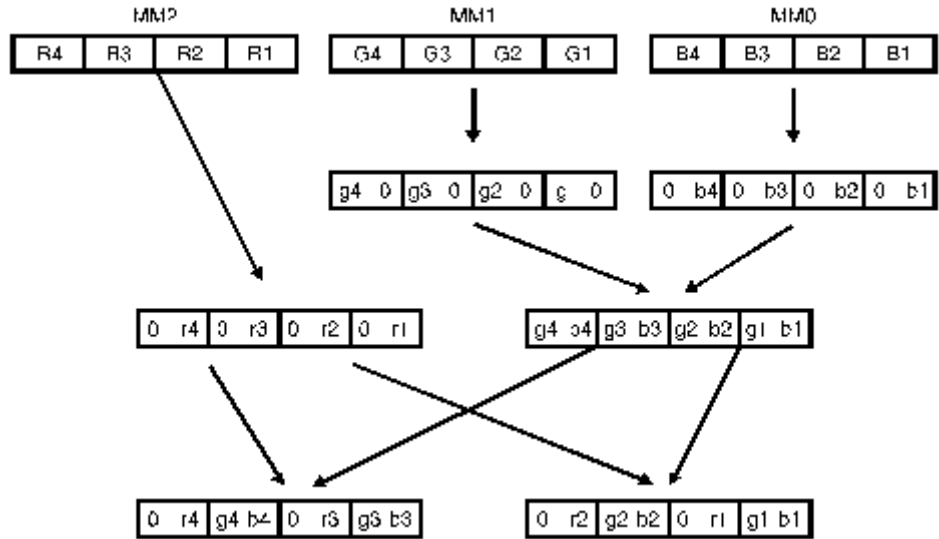 MM2 MM1 MM0
R4 R3 R2 R1 G4 G3 G2 G1 B4 B3 B2 B1
g4 0 g3 0 g2 0 g 0 0 b4 0 b3 0 b2 0 b1
0 r4 0 r3 0 r2 0 r1 g4 b4 g3 b3 g2 b2 g1 b1
0 r4 g4 b4 0 r3 g3 b3 0 r2 g2 b2 0 r1 g1 b1